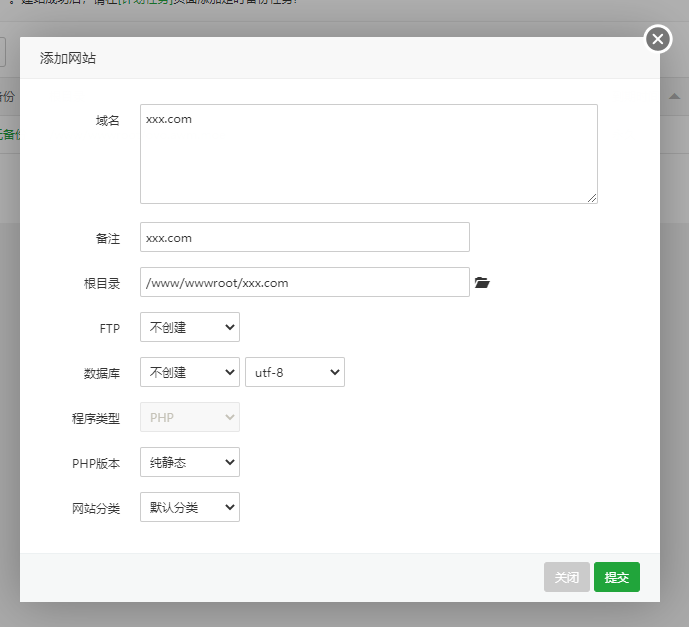 添加网站
域名
xxx.com
备注
xxx.com
根目录
/www/wwwroot/xxx.com
FTP
不创建
数据库
不创建
utf-8
程序类型
PHP
PHP版本
纯静态
网站分类
默认分类
关闭
提交